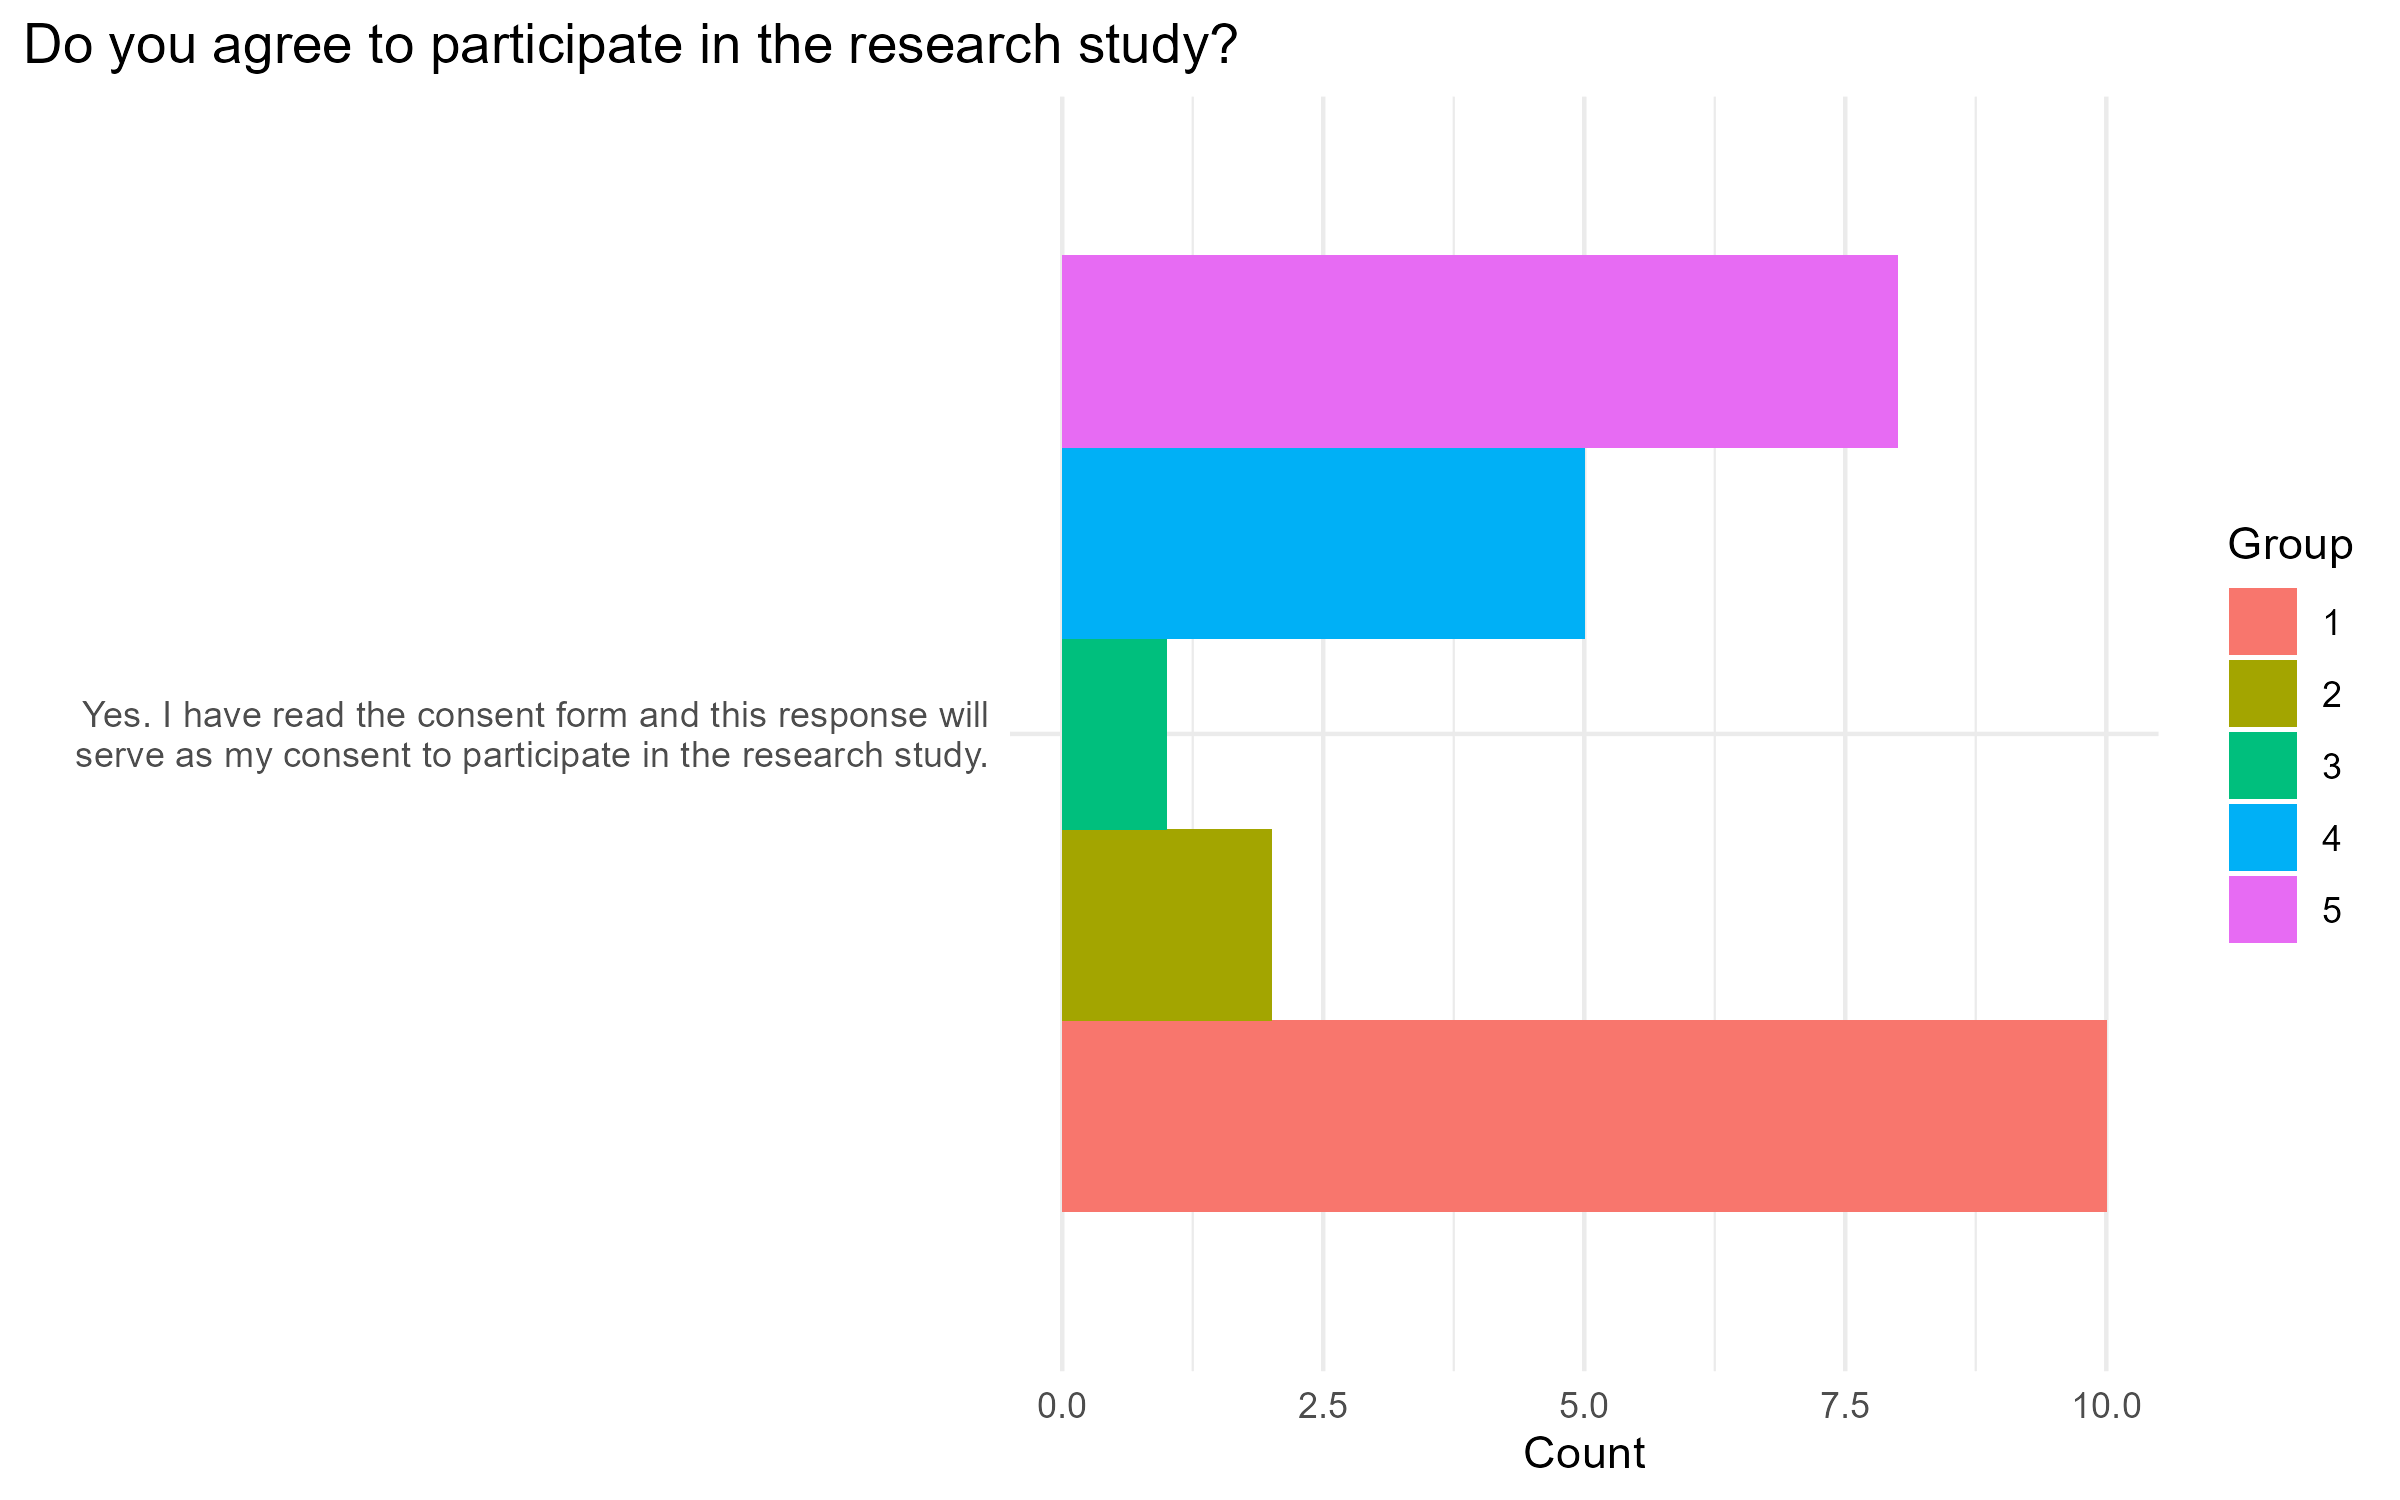 Do you agree to participate in the research study?
Yes. I have read the consent form and this response will
serve as my consent to participate in the research study.
0.0 2.5 5.0 7.5 10.0
Count
Group
1
2
3
4
5